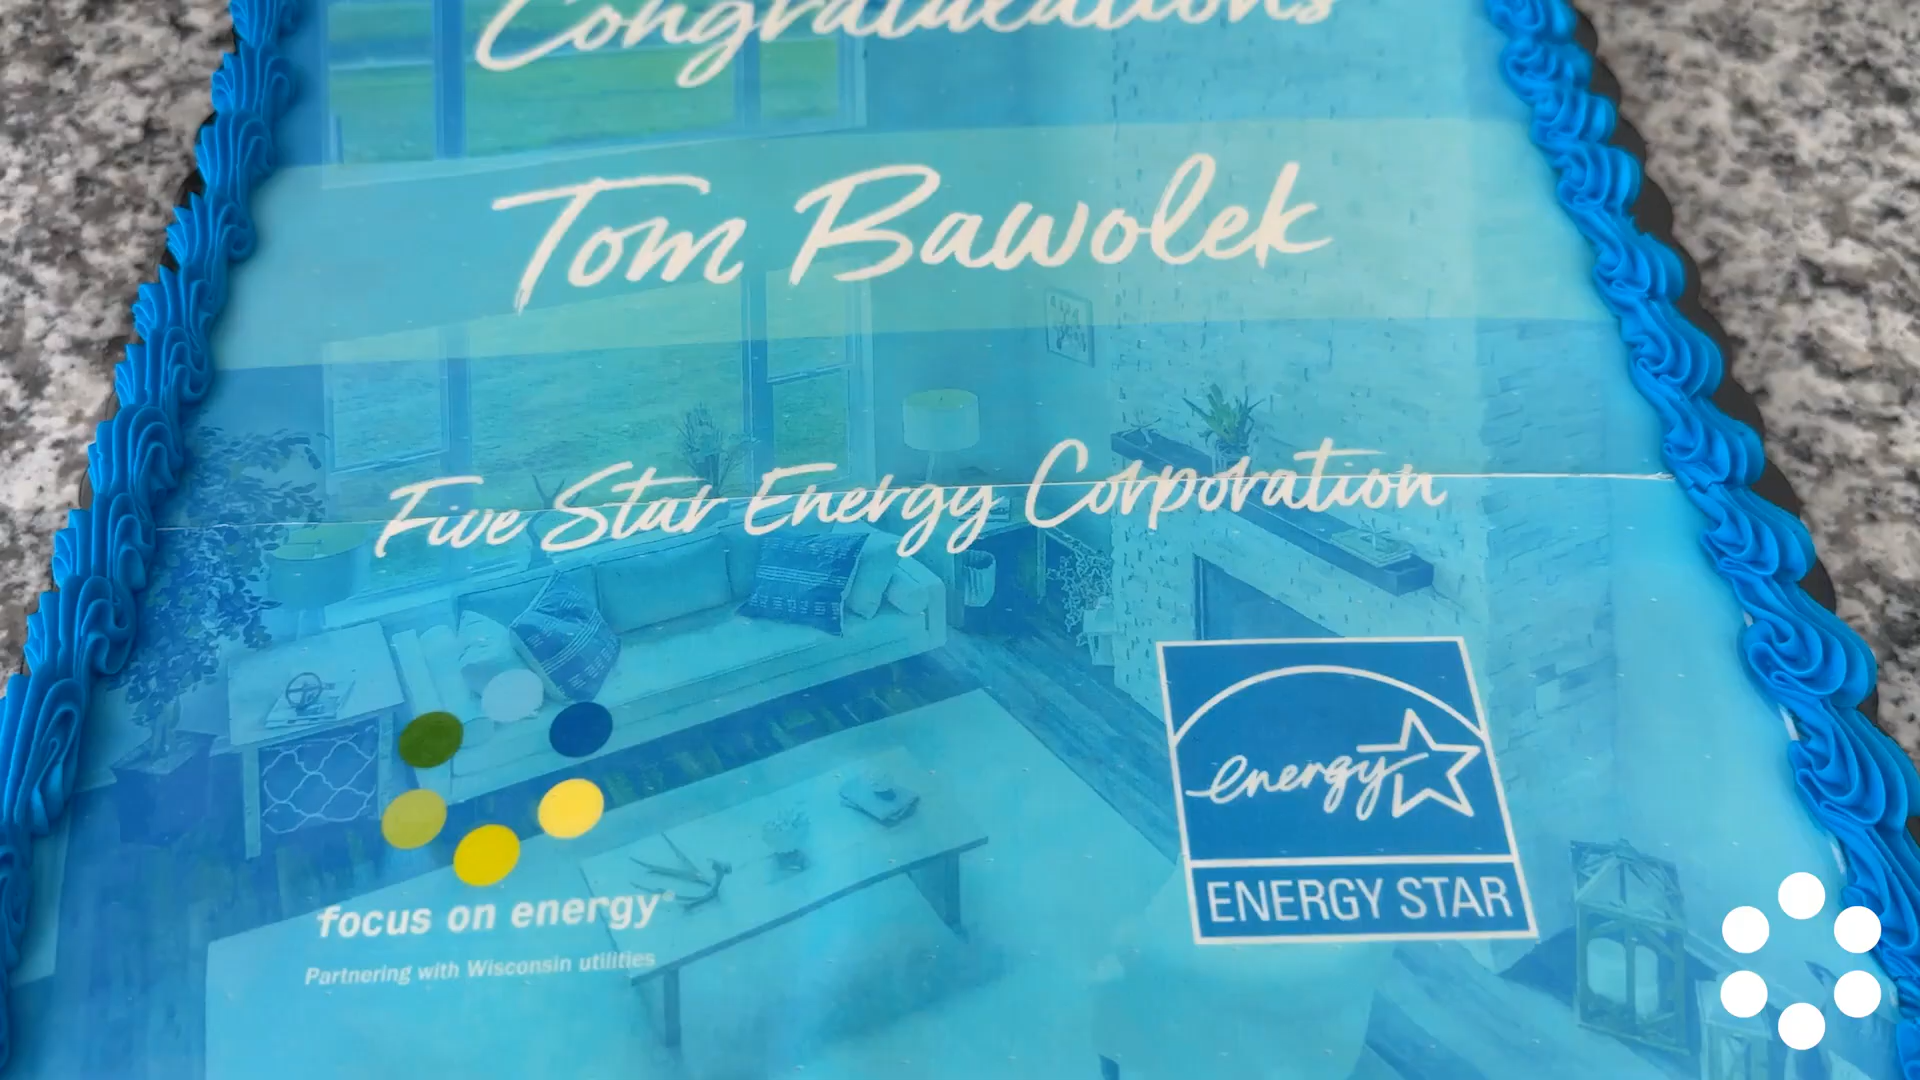 Congratulations
Tom Bawolek
Five Star Energy Corporation
energy
ENERGY STAR
focus on energy®
Partnering with Wisconsin utilities